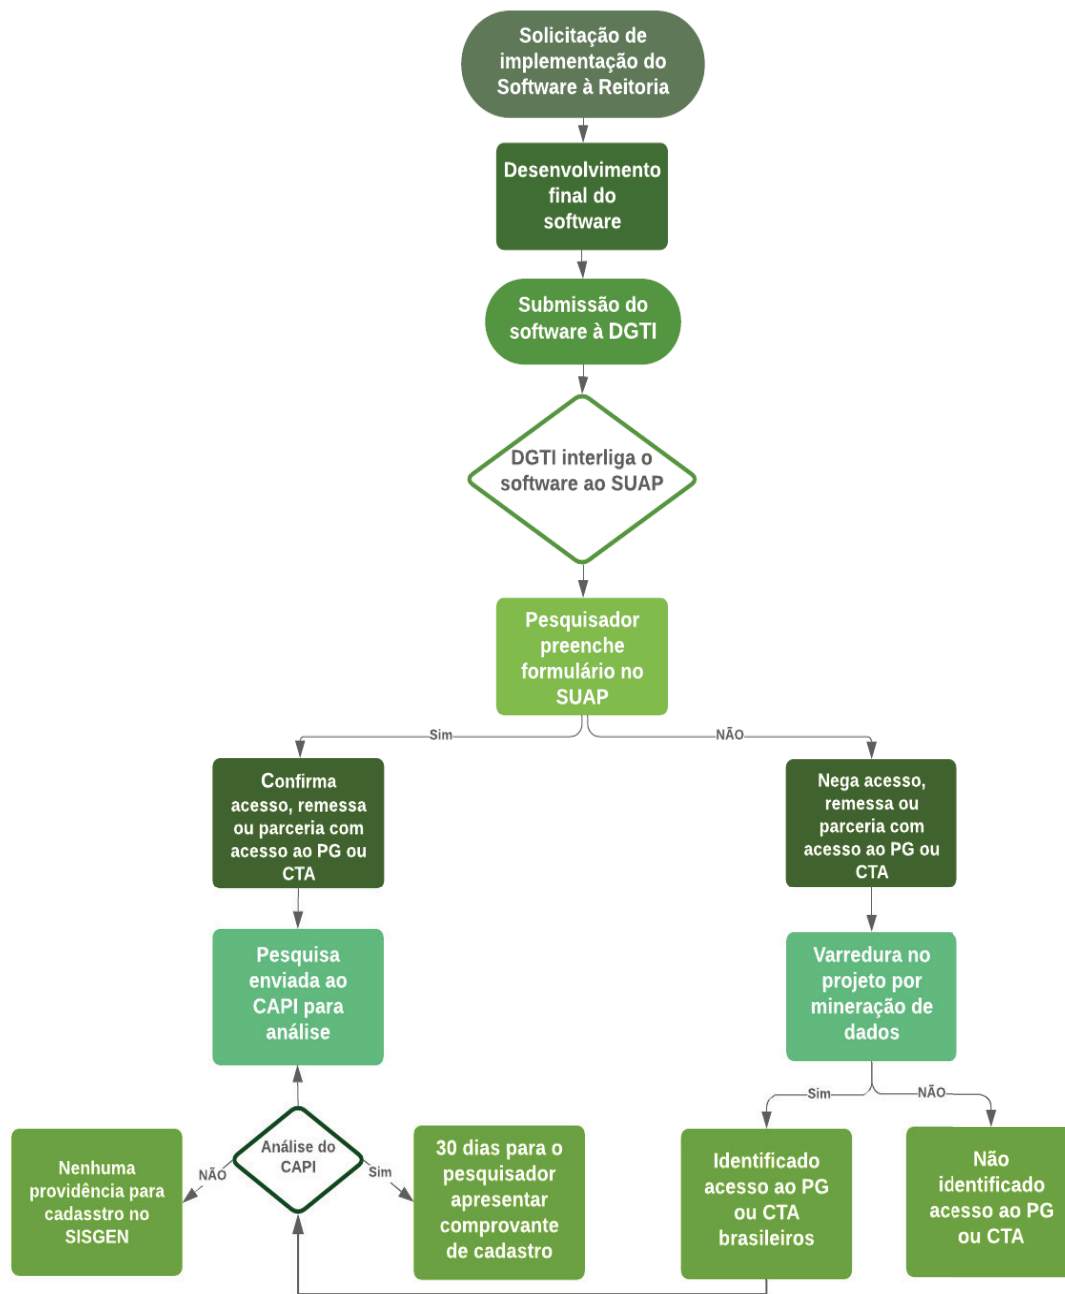 Solicitação de
implementação do
Software à Reitoria
Desenvolvimento
final do
software
Submissão do
software à DGTI
DGTI interliga o
software ao SUAP
Pesquisador
preenche
formulário no
SUAP
Sim
NÃO
Confirma
acesso, remessa
ou parceria com
acesso ao PG ou
CTA
Nega acesso,
remessa ou
parceria com
acesso ao PG ou
CTA
Pesquisa
enviada ao
CAPI para
análise
Varredura no
projeto por
mineração de
dados
Sim
NÃO
Análise do
CAPI
NÃO
Sim
Nenhuma
providência para
cadasstro no
SISGEN
30 dias para o
pesquisador
apresentar
comprovante
de cadastro
Identificado
acesso ao PG
ou CTA
brasileiros
Não
identificado
acesso ao PG
ou CTA